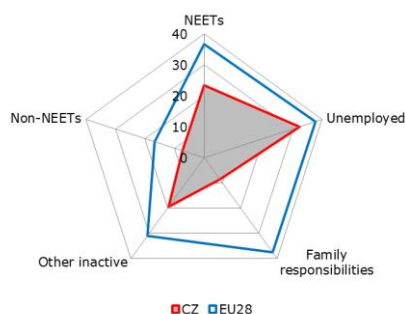 NEETs
40
30
20
10
0
Non-NEETs
Unemployed
Other inactive
Family
responsibilities
CZ EU28